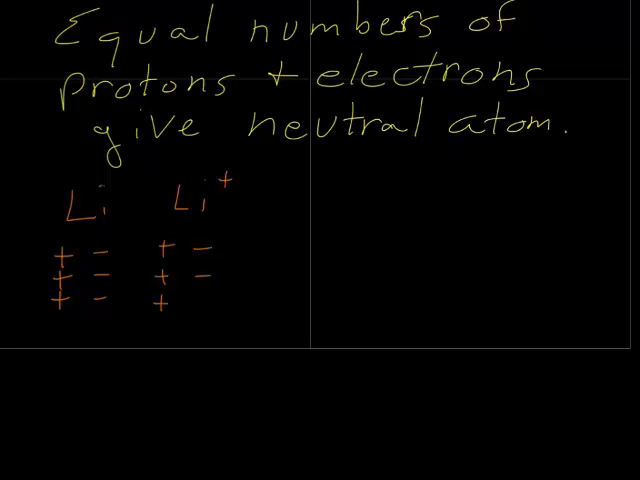 Equal numbers of
protons + electrons
give neutral atom.
Li Li+
+ - + -
+ - + -
+ - +